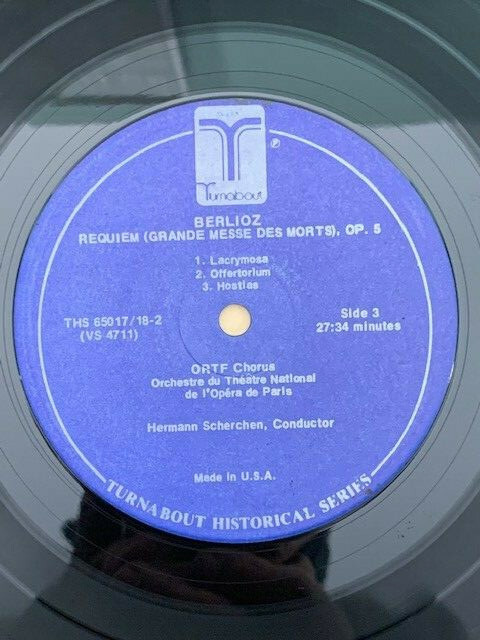 Turnabout
℗
BERLIOZ
REQUIEM (GRANDE MESSE DES MORTS), OP. 5
1. Lacrymosa
2. Offertorium
3. Hostias
THS 65017/18-2
(VS 4711)
Side 3
27:34 minutes
ORTF Chorus
Orchestre du Théâtre National
de l'Opéra de Paris
Hermann Scherchen, Conductor
Made in U.S.A.
TURNABOUT HISTORICAL SERIES